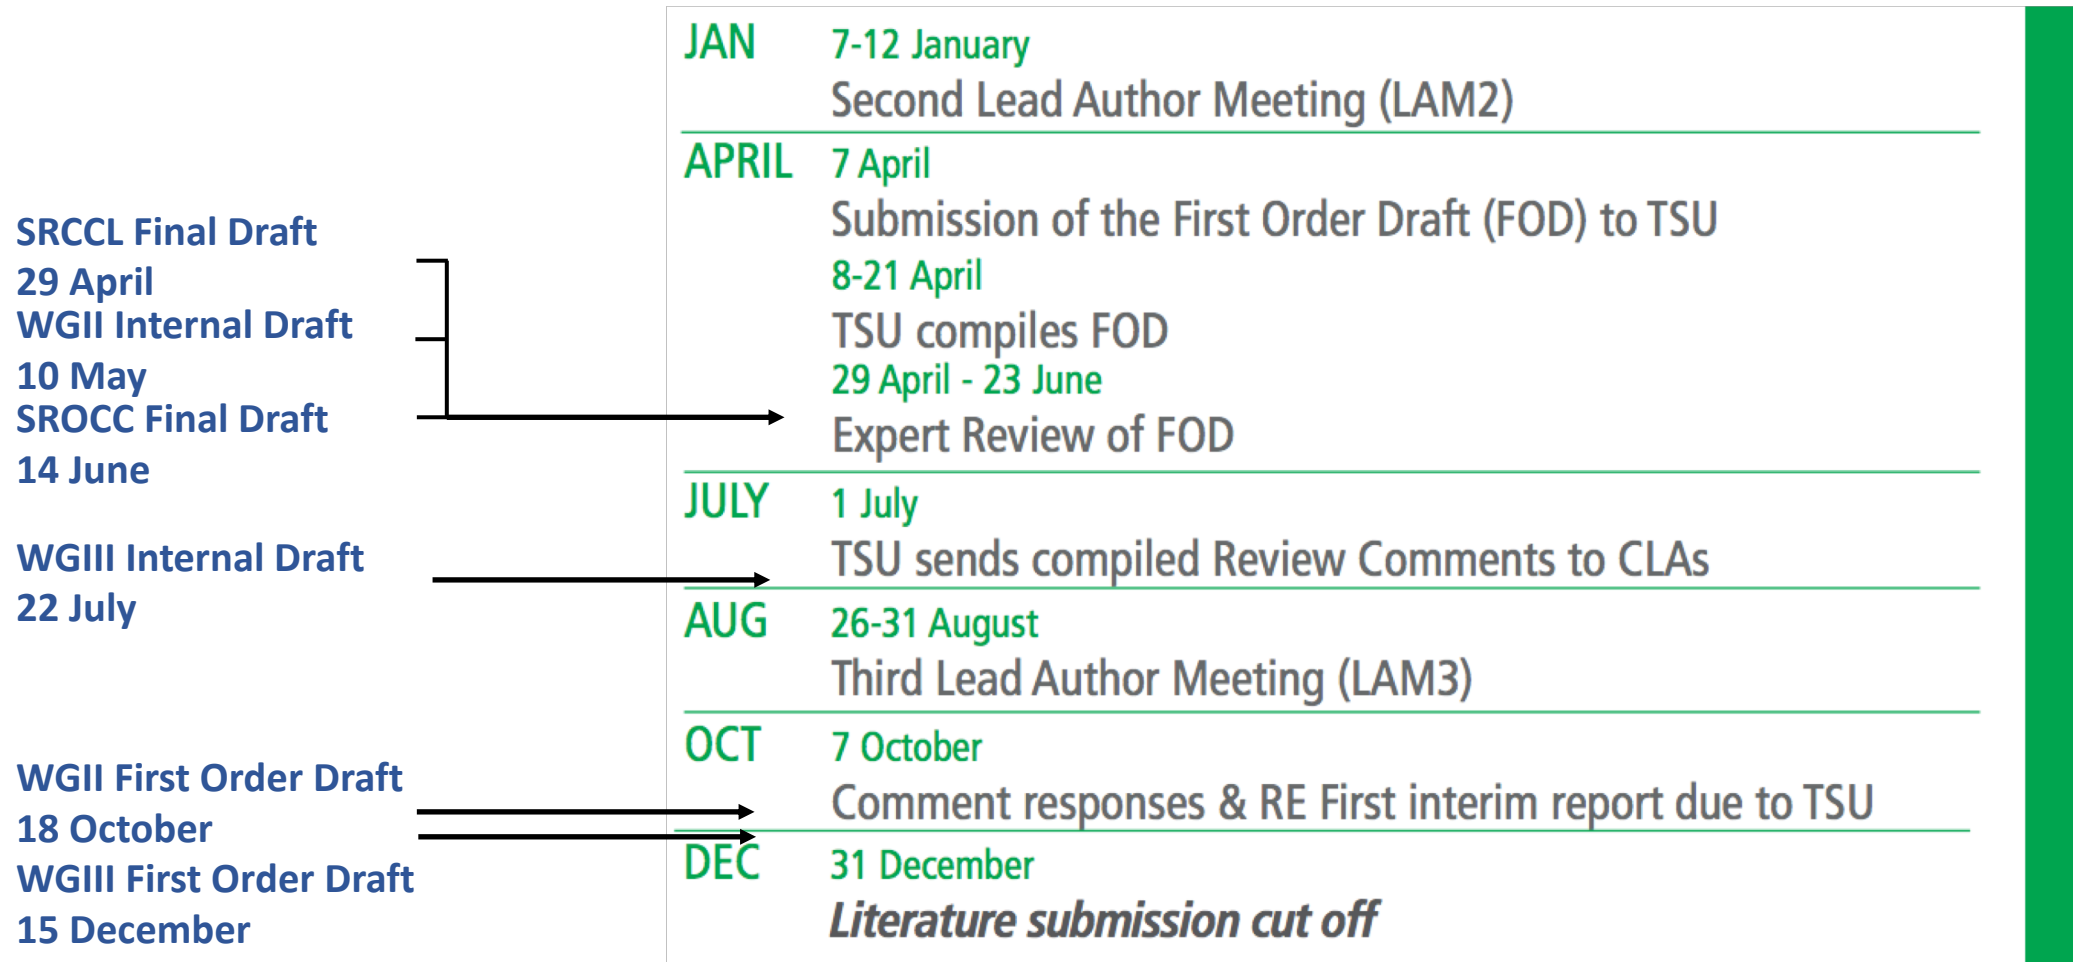 SRCCL Final Draft
29 April
WGII Internal Draft
10 May
SROCC Final Draft
14 June
WGIII Internal Draft
22 July
WGII First Order Draft
18 October
WGIII First Order Draft
15 December
JAN 7-12 January
Second Lead Author Meeting (LAM2)
APRIL 7 April
Submission of the First Order Draft (FOD) to TSU
8-21 April
TSU compiles FOD
29 April - 23 June
Expert Review of FOD
JULY 1 July
TSU sends compiled Review Comments to CLAs
AUG 26-31 August
Third Lead Author Meeting (LAM3)
OCT 7 October
Comment responses & RE First interim report due to TSU
DEC 31 December
Literature submission cut off